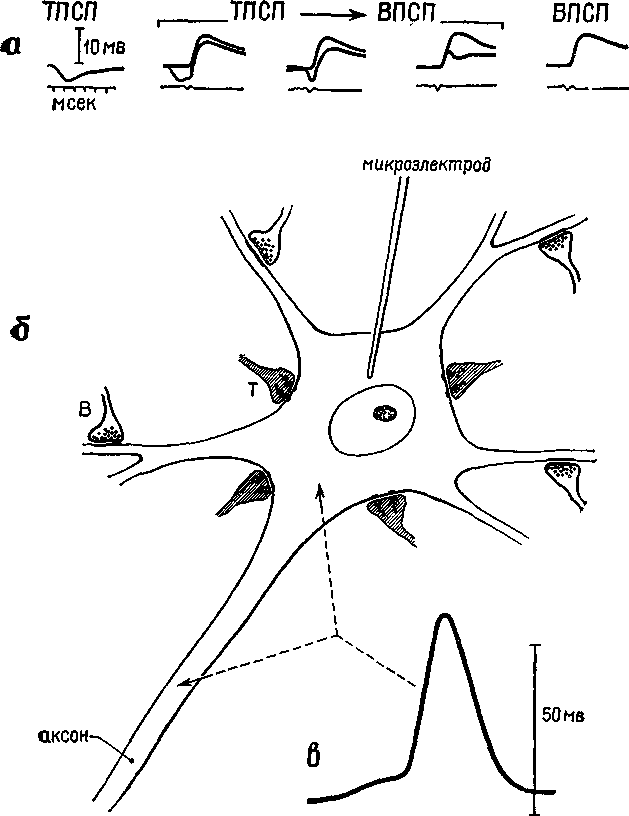 ТПСП ТПСП ВПСП ВПСП
а 10 мв
мсек
микроэлектрод
б
Т
В
аксон
в
50 мв